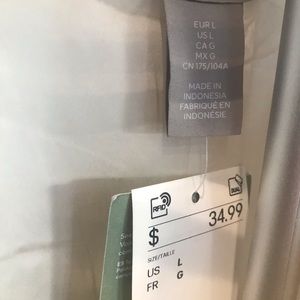 EUR L
US L
CA G
MX G
CN 175/104A
MADE IN
INDONESIA
FABRIQUÉ EN
INDONÉSIE
RFID
DUAL
$ 34.99
SIZE/TAILLE
US L
FR G